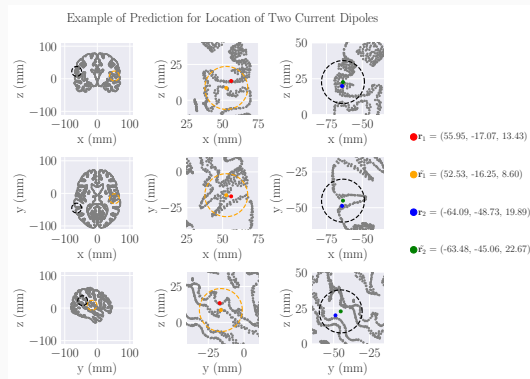 Example of Prediction for Location of Two Current Dipoles
100
0
−100
z (mm)
−100 0 100
x (mm)
25
0
z (mm)
25 50 75
x (mm)
50
25
0
z (mm)
−75 −50
x (mm)
r₁ = (55.95, -17.07, 13.43)
100
0
−100
y (mm)
−100 0 100
x (mm)
0
−25
y (mm)
25 50 75
x (mm)
−25
−50
y (mm)
−75 −50
x (mm)
r̂₁ = (52.53, -16.25, 8.60)
r₂ = (-64.09, -48.73, 19.89)
r̂₂ = (-63.48, -45.06, 22.67)
100
0
−100
z (mm)
−100 0 100
y (mm)
25
0
z (mm)
−25 0
y (mm)
50
25
0
z (mm)
−50 −25
y (mm)